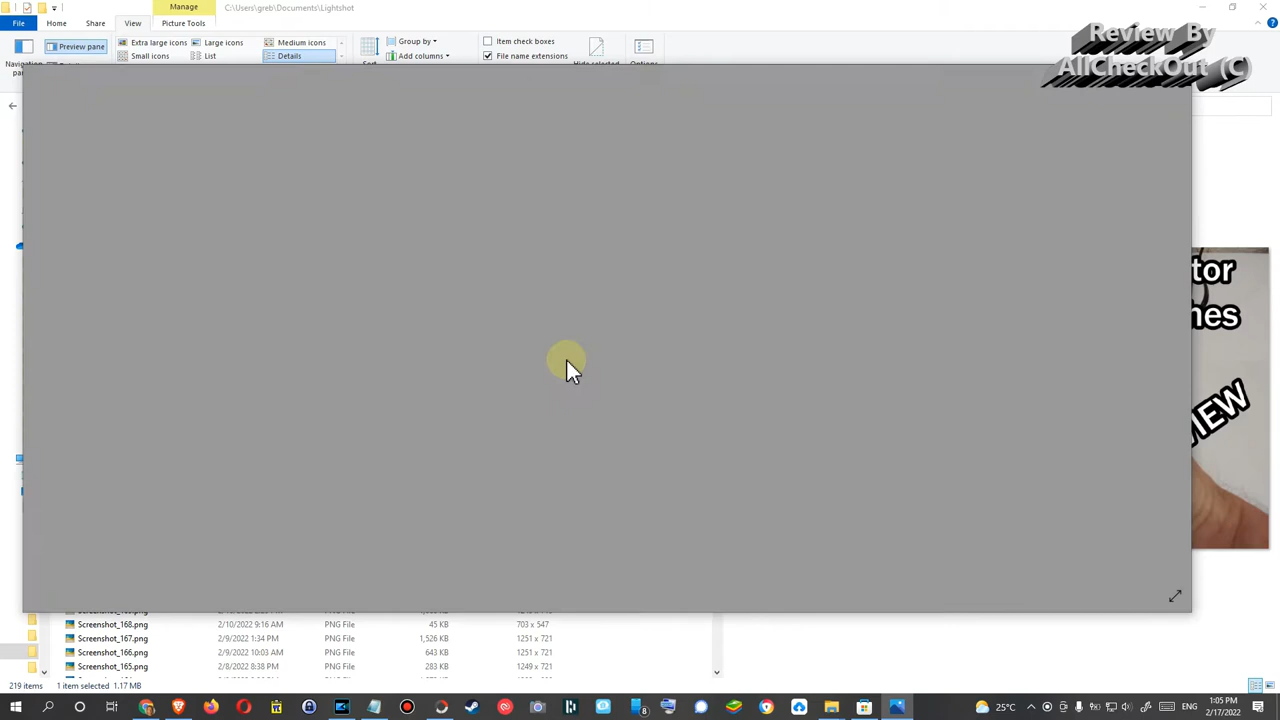 Manage
C:\Users\greb\Documents\Lightshot
File
Home
Share
View
Picture Tools
Preview pane
Extra large icons
Large icons
Medium icons
Small icons
List
Details
Group by
Add columns
Item check boxes
File name extensions
Hide selected
Options
Review By
AllCheckOut (C)
tor
nes
IEW
Screenshot_168.png 2/10/2022 9:16 AM PNG File 45 KB 703 x 547
Screenshot_167.png 2/9/2022 1:34 PM PNG File 1,526 KB 1251 x 721
Screenshot_166.png 2/9/2022 10:03 AM PNG File 643 KB 1251 x 721
Screenshot_165.png 2/8/2022 8:38 PM PNG File 283 KB 1249 x 721
219 items 1 item selected 1.17 MB
25°C
1:05 PM
2/17/2022